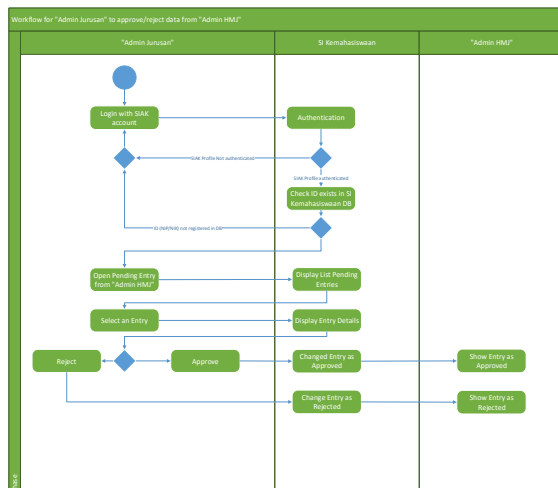 Workflow for "Admin Jurusan" to approve/reject data from "Admin HMJ"
"Admin Jurusan"
SI Kemahasiswaan
"Admin HMJ"
Login with SIAK
account
Authentication
SIAK Profile Not authenticated
SIAK Profile authenticated
Check ID exists in SI
Kemahasiswaan
DB
ID (NIP/NIK) not registered in DB
Open Pending Entry
from "Admin HMJ"
Display List Pending
Entries
Select an Entry
Display Entry Details
Reject
Approve
Changed Entry as
Approved
Show Entry as
Approved
Change Entry as
Rejected
Show Entry as
Rejected